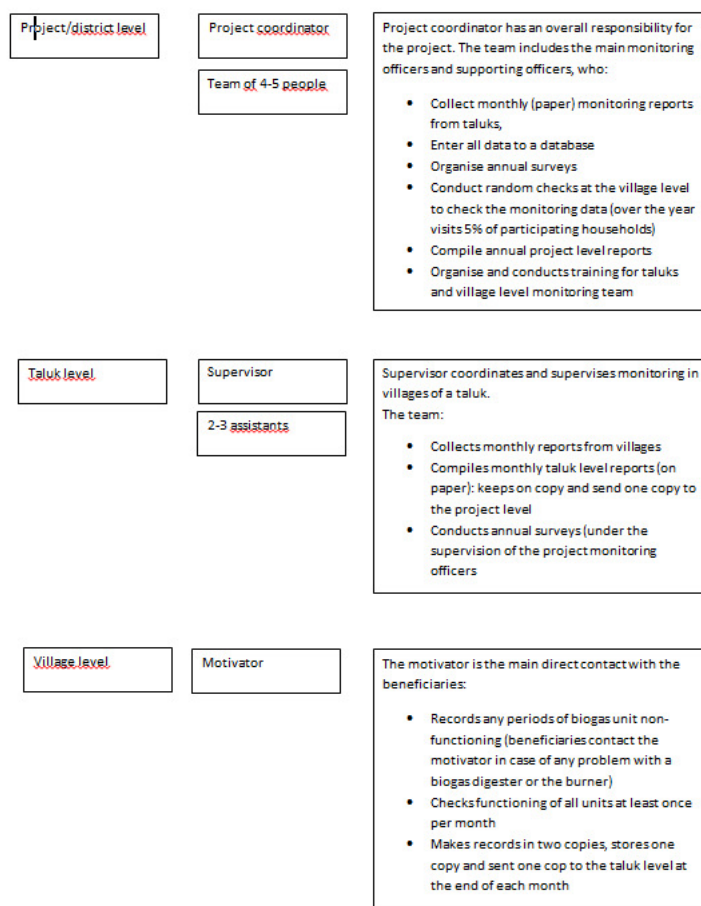 Project/district level
Project coordinator
Team of 4-5 people
Project coordinator has an overall responsibility for
the project. The team includes the main monitoring
officers and supporting officers, who:
• Collect monthly (paper) monitoring reports
from taluks,
• Enter all data to a database
• Organise annual surveys
• Conduct random checks at the village level
to check the monitoring data (over the year
visits 5% of participating households)
• Compile annual project level reports
• Organise and conducts training for taluks
and village level monitoring team
Taluk level
Supervisor
2-3 assistants
Supervisor coordinates and supervises monitoring in
villages of a taluk.
The team:
• Collects monthly reports from villages
• Compiles monthly taluk level reports (on
paper): keeps on copy and send one copy to
the project level
• Conducts annual surveys (under the
supervision of the project monitoring
officers
Village level
Motivator
The motivator is the main direct contact with the
beneficiaries:
• Records any periods of biogas unit non-
functioning (beneficiaries contact the
motivator in case of any problem with a
biogas digester or the burner)
• Checks functioning of all units at least once
per month
• Makes records in two copies, stores one
copy and sent one cop to the taluk level at
the end of each month